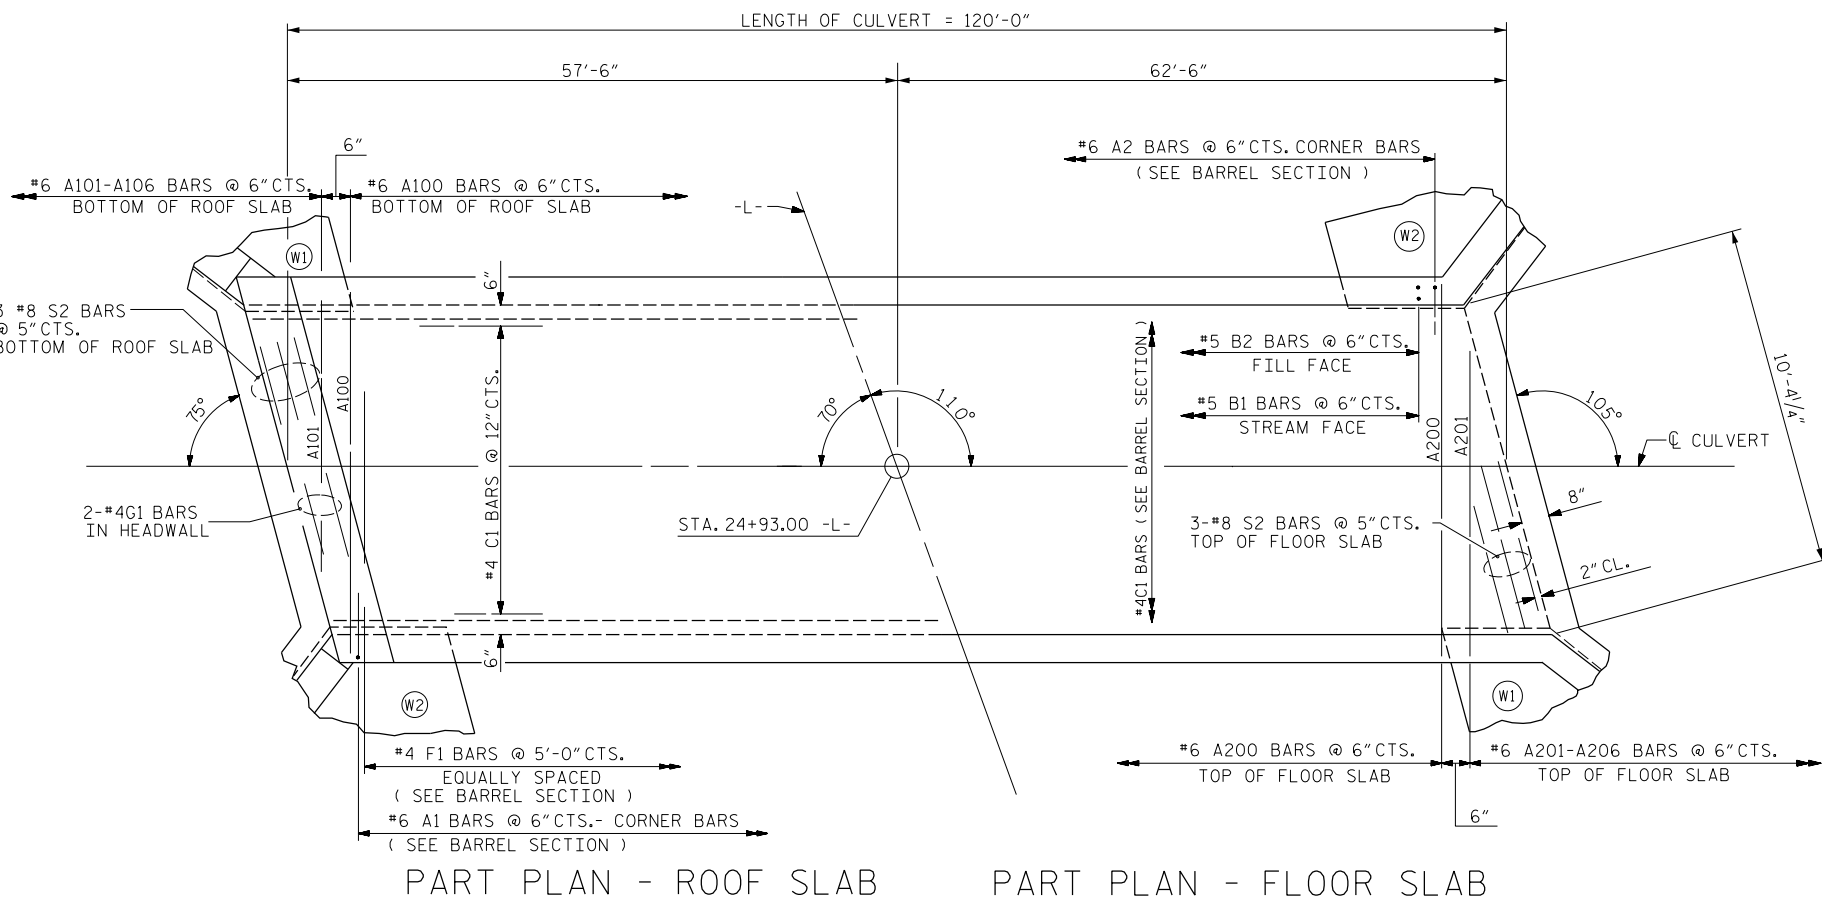 LENGTH OF CULVERT = 120'-0"
57'-6"
62'-6"
6"
#6 A2 BARS @ 6"CTS. CORNER BARS
( SEE BARREL SECTION )
#6 A101-A106 BARS @ 6"CTS.
BOTTOM OF ROOF SLAB
#6 A100 BARS @ 6"CTS.
BOTTOM OF ROOF SLAB
-L-
W1
W2
6"
3 #8 S2 BARS
@ 5"CTS.
BOTTOM OF ROOF SLAB
#5 B2 BARS @ 6"CTS.
FILL FACE
#5 B1 BARS @ 6"CTS.
STREAM FACE
10'-4 1/4"
75°
A101
A100
#4 C1 BARS @ 12"CTS.
70°
110°
#4C1 BARS ( SEE BARREL SECTION )
A200
A201
105°
℄ CULVERT
2-#4G1 BARS
IN HEADWALL
STA. 24+93.00 -L-
3-#8 S2 BARS @ 5"CTS.
TOP OF FLOOR SLAB
8"
2" CL.
6"
W2
W1
#4 F1 BARS @ 5'-0"CTS.
EQUALLY SPACED
( SEE BARREL SECTION )
#6 A1 BARS @ 6"CTS.- CORNER BARS
( SEE BARREL SECTION )
#6 A200 BARS @ 6"CTS.
TOP OF FLOOR SLAB
#6 A201-A206 BARS @ 6"CTS.
TOP OF FLOOR SLAB
6"
PART PLAN - ROOF SLAB
PART PLAN - FLOOR SLAB